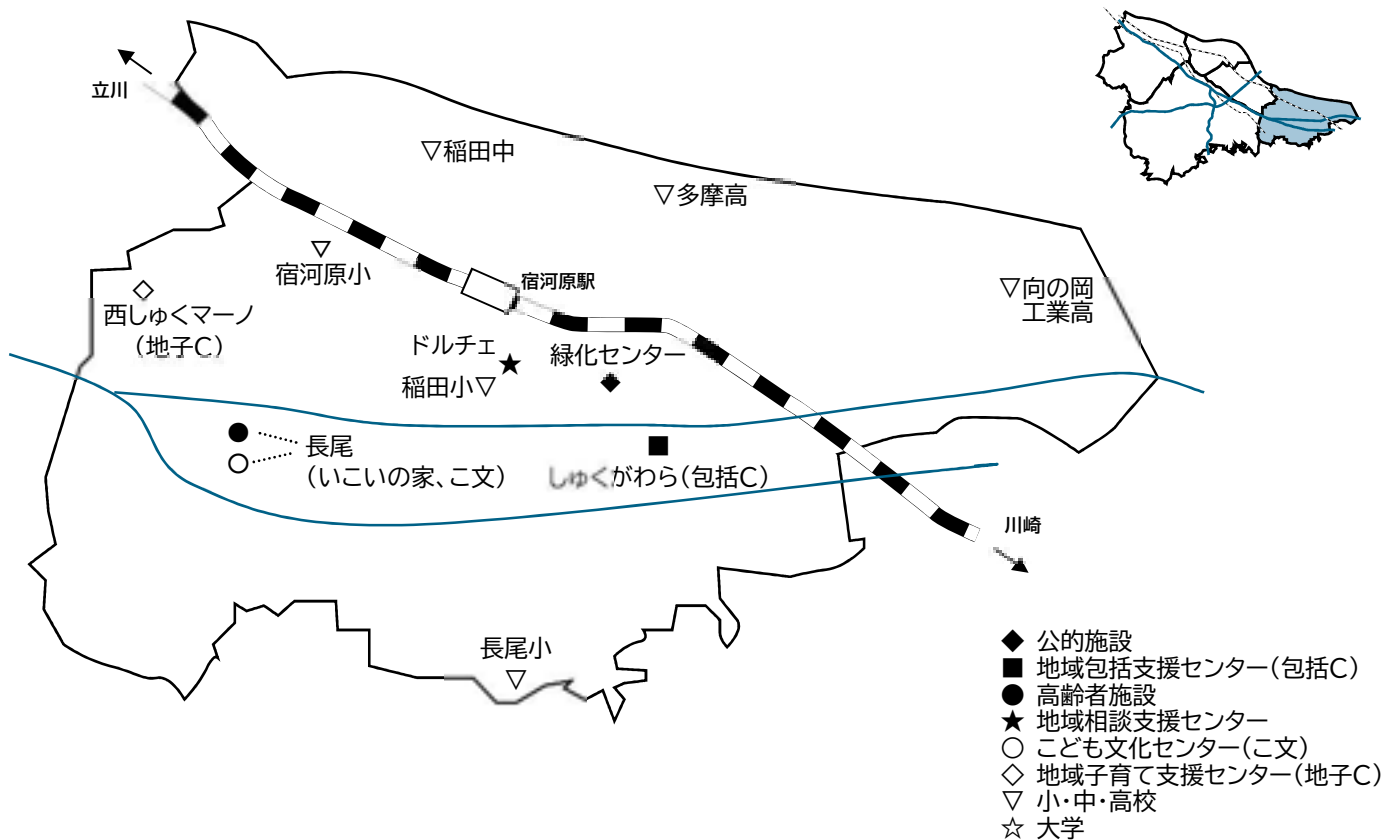 立川
▽稲田中
▽多摩高
▽
宿河原小
宿河原駅
▽向の岡
工業高
◇
西しゅくマーノ
(地子C)
ドルチェ
★
稲田小▽
緑化センター
◆
●
○
長尾
(いこいの家、こ文)
■
しゅくがわら(包括C)
川崎
長尾小
▽
◆ 公的施設
■ 地域包括支援センター(包括C)
● 高齢者施設
★ 地域相談支援センター
○ こども文化センター(こ文)
◇ 地域子育て支援センター(地子C)
▽ 小・中・高校
☆ 大学